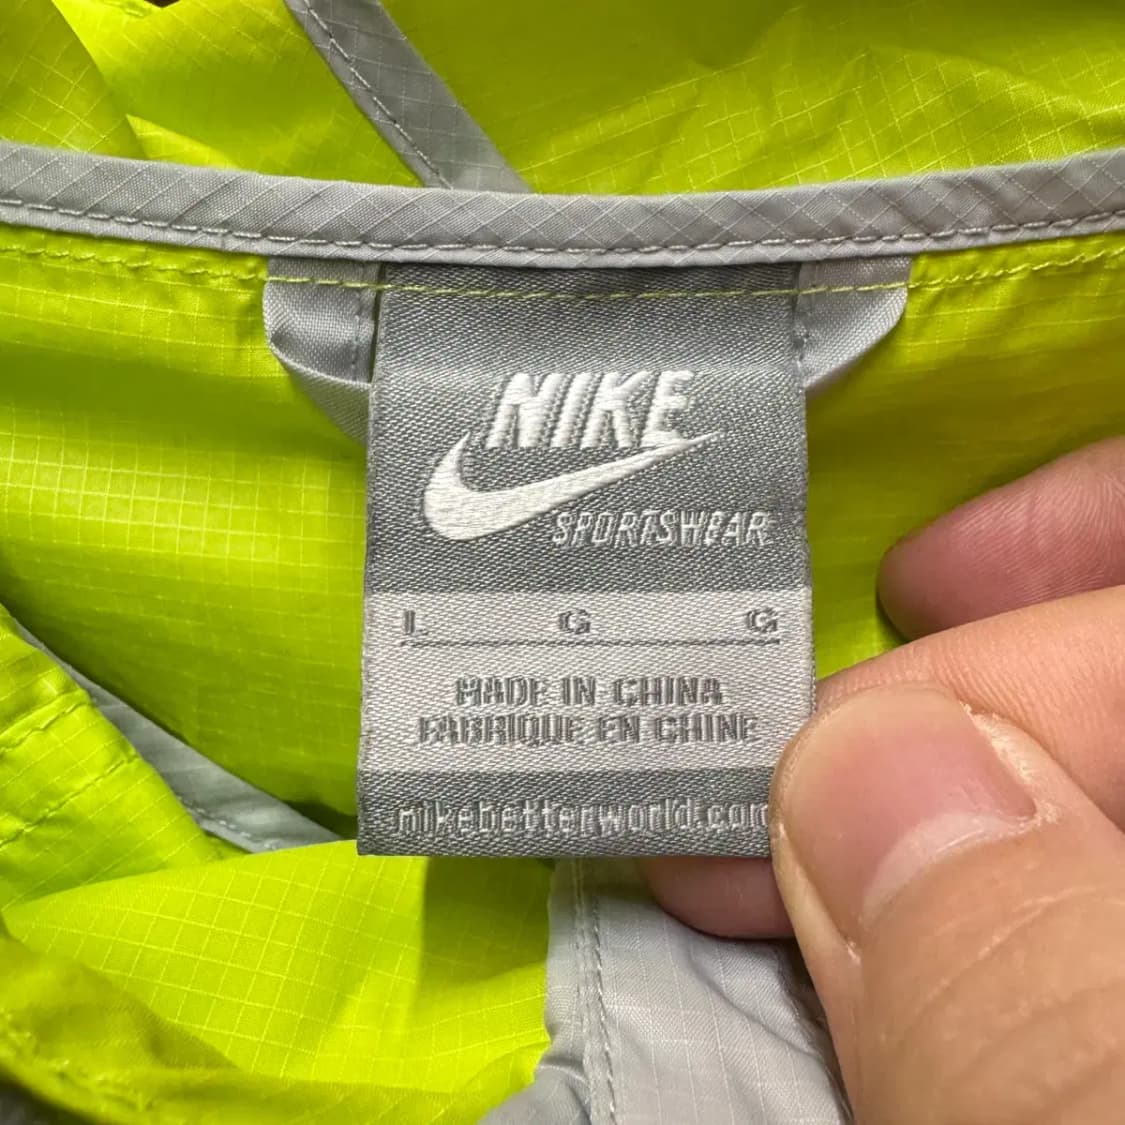 NIKE
SPORTSWEAR
L G G
MADE IN CHINA
FABRIQUE EN CHINE
nikebetterworld.com